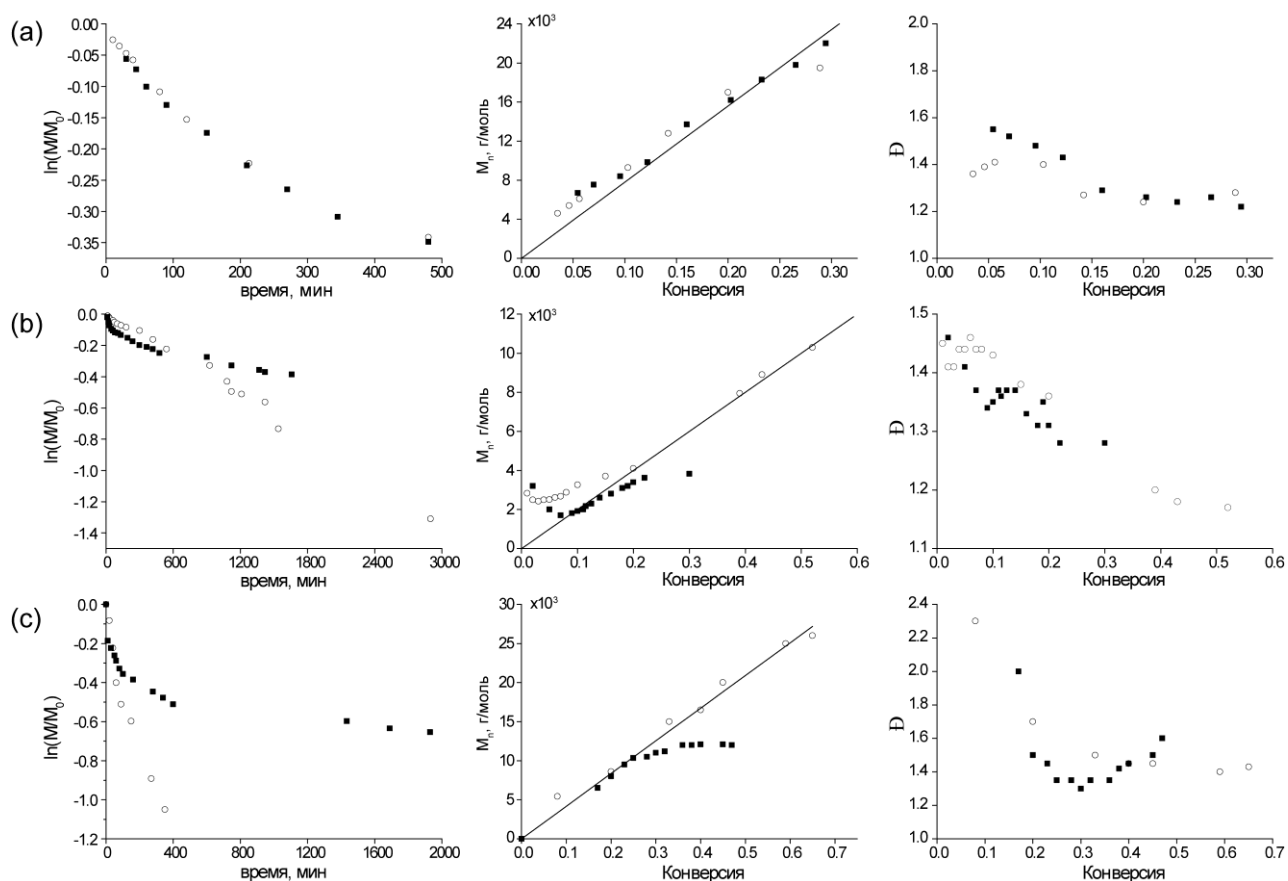 (a)
0.00
-0.05
-0.10
-0.15
-0.20
-0.25
-0.30
-0.35
ln(M/M₀)
0 100 200 300 400 500
время, мин
x10³
24
20
16
12
8
4
0
Mₙ, г/моль
0.00 0.05 0.10 0.15 0.20 0.25 0.30
Конверсия
2.0
1.8
1.6
1.4
1.2
1.0
Đ
0.00 0.05 0.10 0.15 0.20 0.25 0.30
Конверсия
(b)
0.0
-0.2
-0.4
-0.6
-0.8
-1.0
-1.2
-1.4
ln(M/M₀)
0 600 1200 1800 2400 3000
время, мин
x10³
12
10
8
6
4
2
0
Mₙ, г/моль
0.0 0.1 0.2 0.3 0.4 0.5 0.6
Конверсия
1.5
1.4
1.3
1.2
1.1
Đ
0.0 0.1 0.2 0.3 0.4 0.5 0.6
Конверсия
(c)
0.0
-0.2
-0.4
-0.6
-0.8
-1.0
-1.2
ln(M/M₀)
0 400 800 1200 1600 2000
время, мин
x10³
30
25
20
15
10
5
0
Mₙ, г/моль
0.0 0.1 0.2 0.3 0.4 0.5 0.6 0.7
Конверсия
2.4
2.2
2.0
1.8
1.6
1.4
1.2
1.0
Đ
0.0 0.1 0.2 0.3 0.4 0.5 0.6 0.7
Конверсия